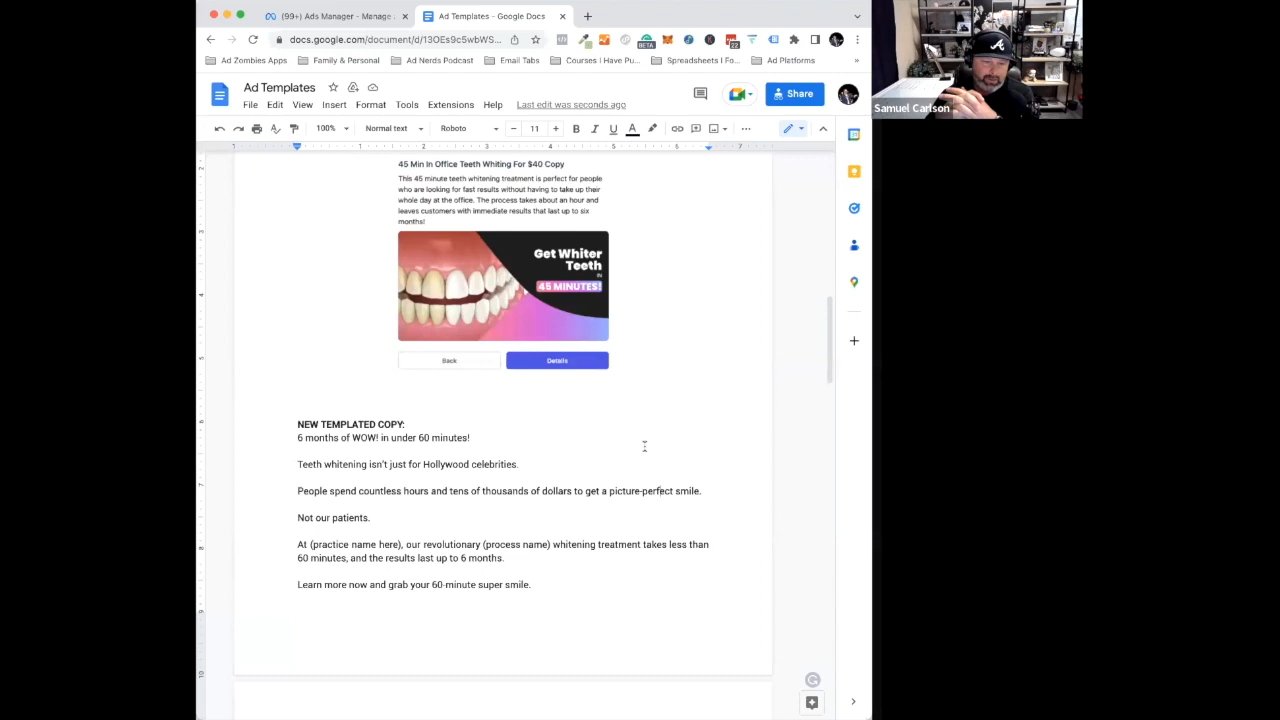 (99+) Ads Manager - Manage
Ad Templates - Google Docs
docs.google.com/document/d/13OEs9c5wbWS...
BETA
22
Ad Zombies Apps
Family & Personal
Ad Nerds Podcast
Email Tabs
Courses I Have Pu...
Spreadsheets I Fo...
Ad Platforms
Samuel Carlson
Ad Templates
File Edit View Insert Format Tools Extensions Help
Last edit was seconds ago
Share
100%
Normal text
Roboto
11
45 Min In Office Teeth Whiting For $40 Copy
This 45 minute teeth whitening treatment is perfect for people
who are looking for fast results without having to take up their
whole day at the office. The process takes about an hour and
leaves customers with immediate results that last up to six
months!
Get Whiter
Teeth
IN
45 MINUTES!
Back
Details
NEW TEMPLATED COPY:
6 months of WOW! in under 60 minutes!
Teeth whitening isn't just for Hollywood celebrities.
People spend countless hours and tens of thousands of dollars to get a picture-perfect smile.
Not our patients.
At (practice name here), our revolutionary (process name) whitening treatment takes less than
60 minutes, and the results last up to 6 months.
Learn more now and grab your 60-minute super smile.